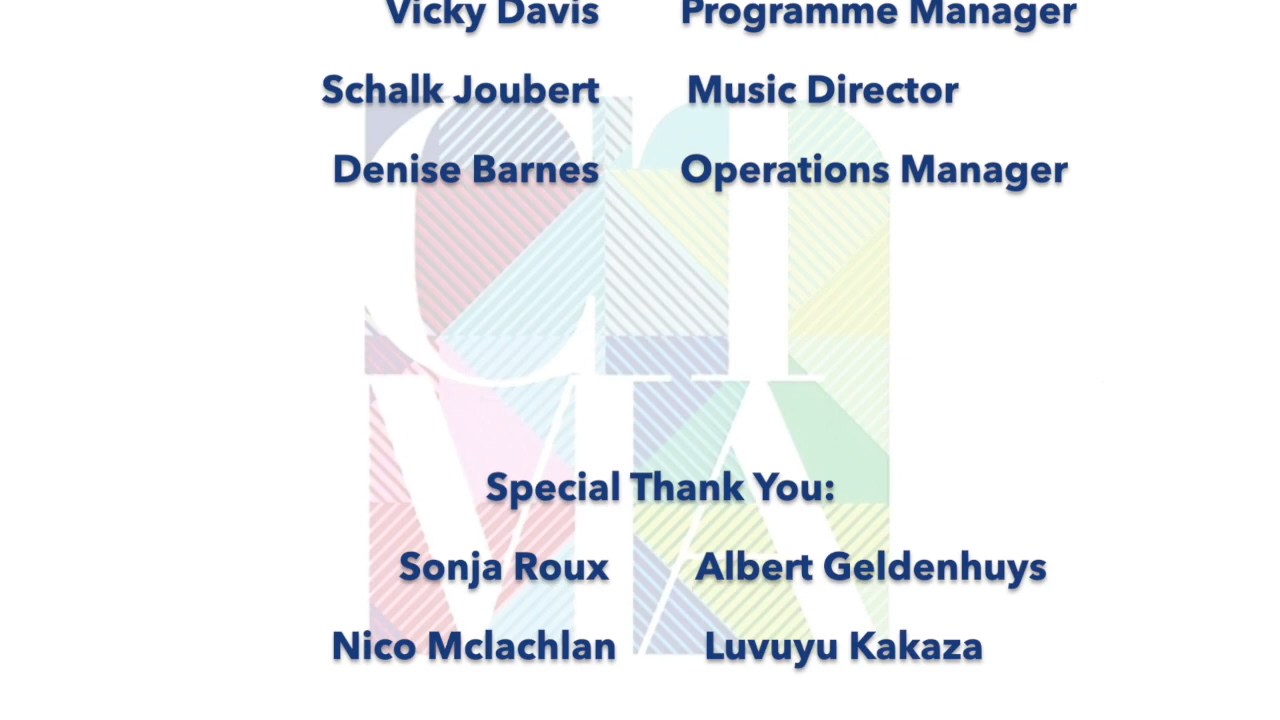 Vicky Davis Programme Manager
Schalk Joubert Music Director
Denise Barnes Operations Manager
Special Thank You:
Sonja Roux Albert Geldenhuys
Nico Mclachlan Luvuyu Kakaza